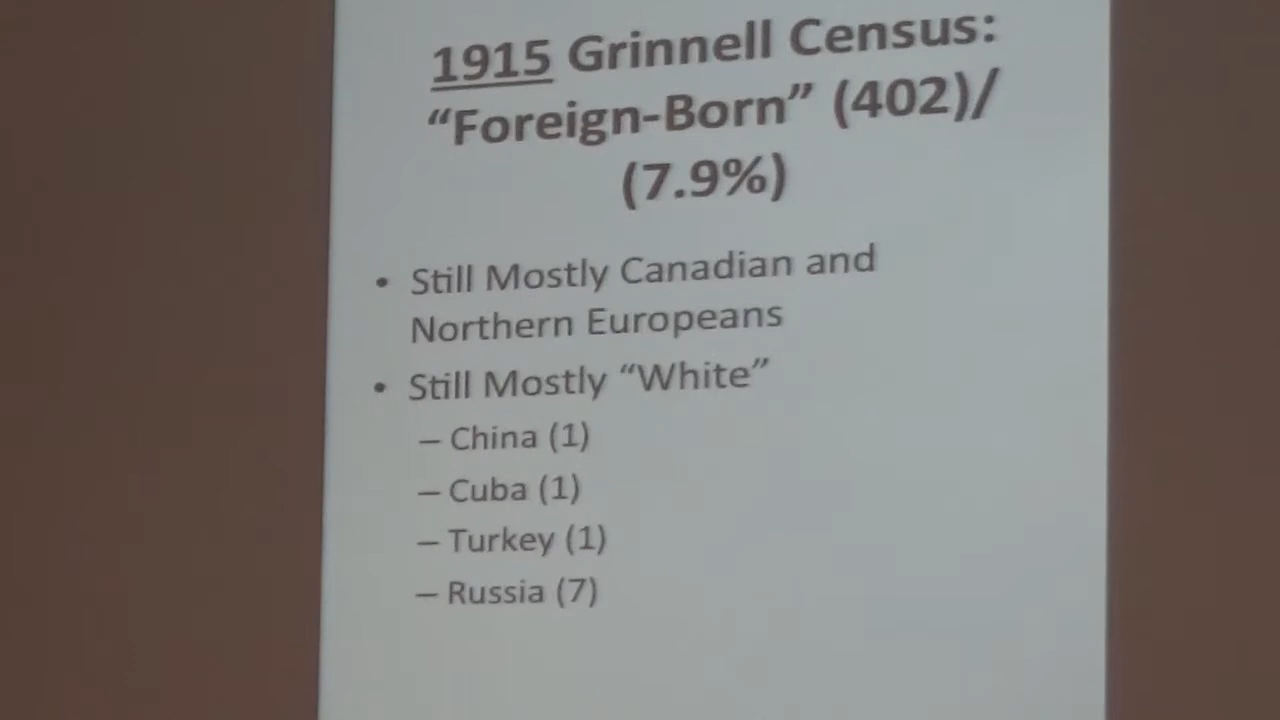 1915 Grinnell Census:
“Foreign-Born” (402)/
(7.9%)
• Still Mostly Canadian and
Northern Europeans
• Still Mostly “White”
– China (1)
– Cuba (1)
– Turkey (1)
– Russia (7)